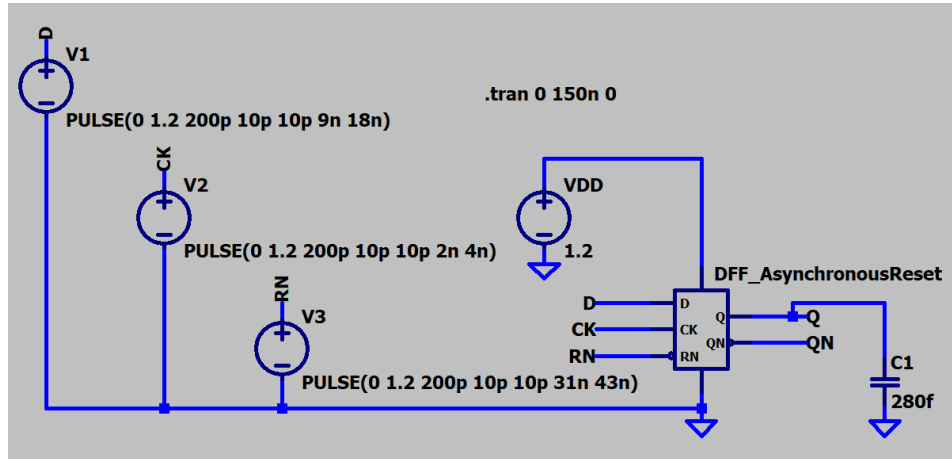 D
V1
PULSE(0 1.2 200p 10p 10p 9n 18n)
.tran 0 150n 0
CK
V2
PULSE(0 1.2 200p 10p 10p 2n 4n)
VDD
1.2
RN
V3
PULSE(0 1.2 200p 10p 10p 31n 43n)
DFF_AsynchronousReset
D
D
CK
CK
RN
RN
Q
Q
QN
QN
C1
280f